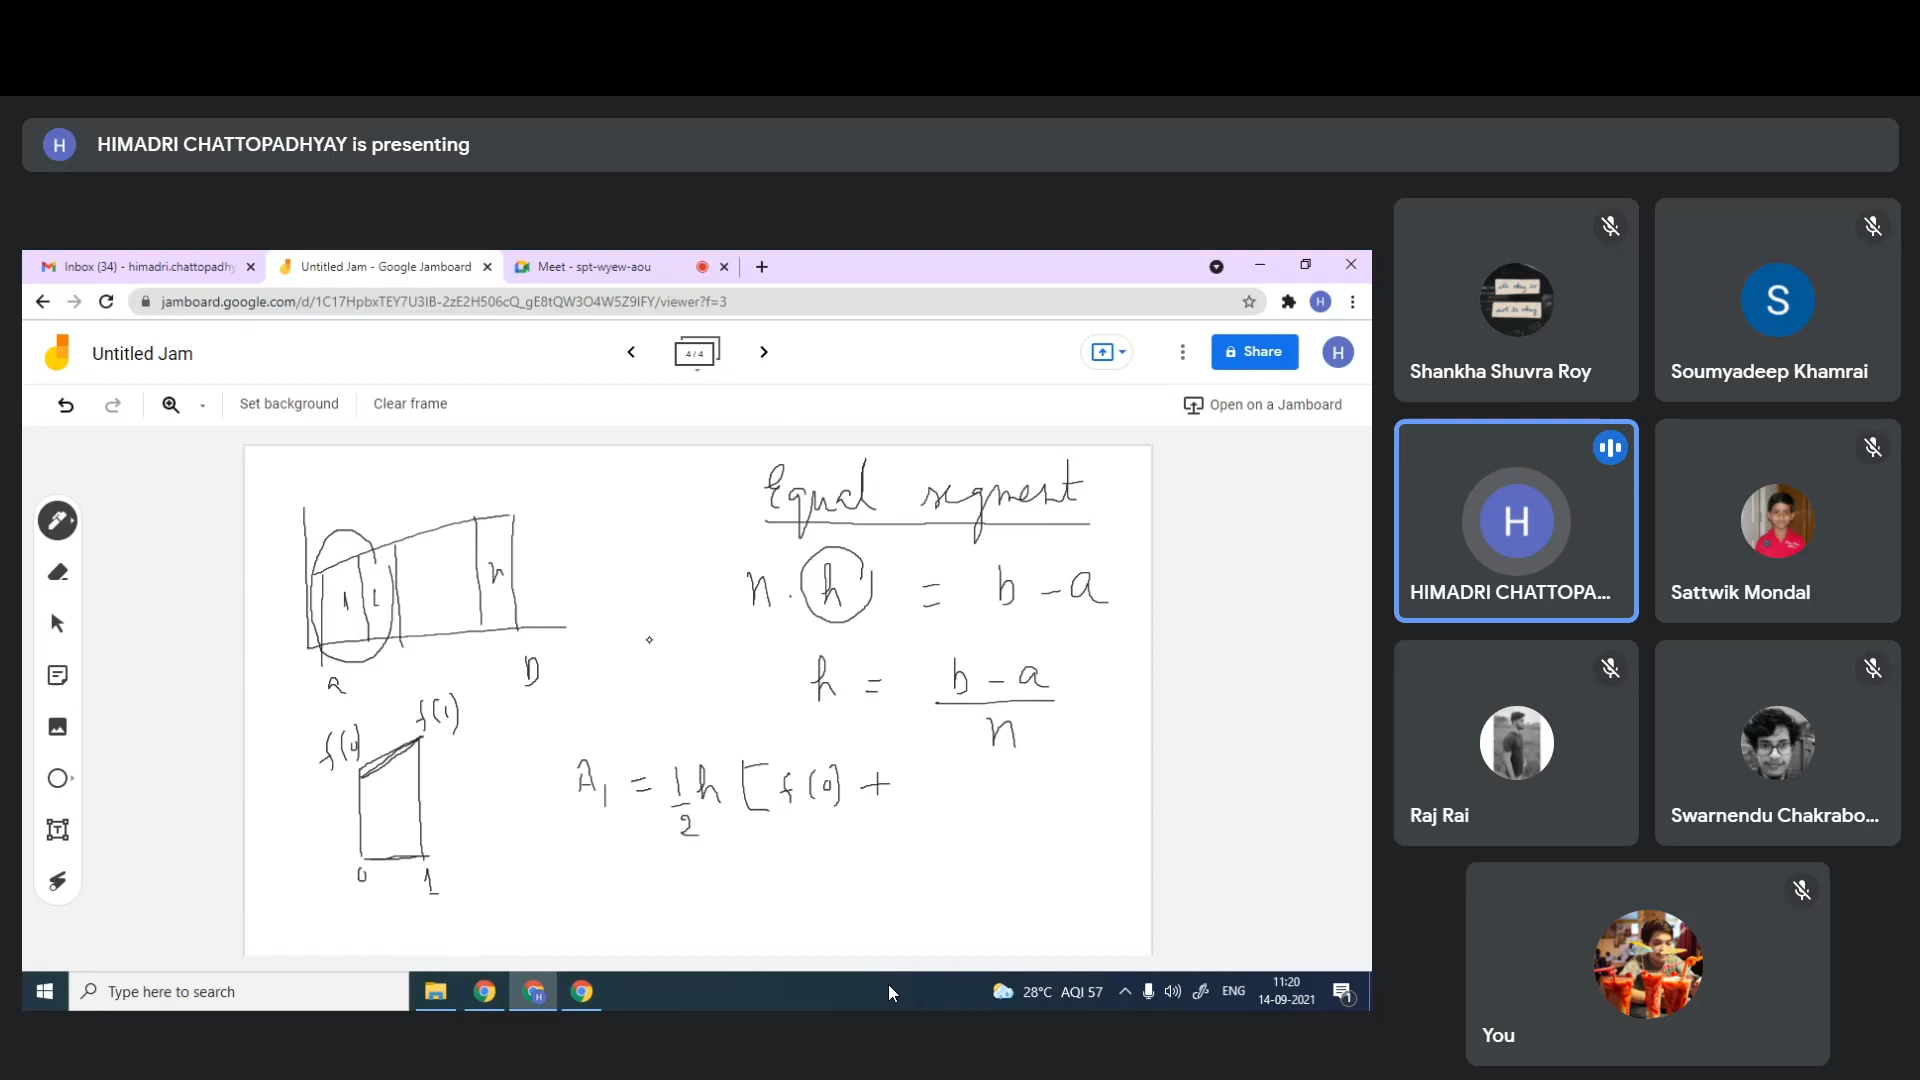 H HIMADRI CHATTOPADHYAY is presenting
Inbox (34) - himadri.chattopadhy
Untitled Jam - Google Jamboard
Meet - spt-wyew-aou
jamboard.google.com/d/1C17HpbxTEY7U3IB-2zE2H506cQ_gE8tQW3O4W5Z9IFY/viewer?f=3
H
Untitled Jam
4 / 4
Share
H
Set background
Clear frame
Open on a Jamboard
Equal segment
n . h = b - a
h = b - a / n
1 2 n
a b
f(0) f(1)
0 1
A1 = 1/2 h [ f(0) +
Type here to search
28°C AQI 57
ENG
11:20
14-09-2021
1
Shankha Shuvra Roy
S
Soumyadeep Khamrai
H
HIMADRI CHATTOPA...
Sattwik Mondal
Raj Rai
Swarnendu Chakrabo...
You